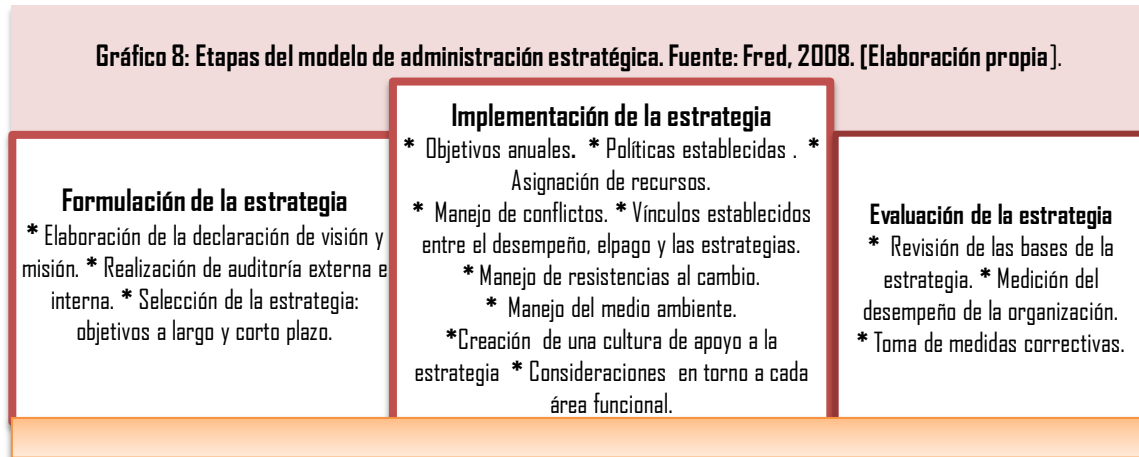 Gráfico 8: Etapas del modelo de administración estratégica. Fuente: Fred, 2008. [Elaboración propia].
Formulación de la estrategia
* Elaboración de la declaración de visión y
misión. * Realización de auditoría externa e
interna. * Selección de la estrategia:
objetivos a largo y corto plazo.
Implementación de la estrategia
* Objetivos anuales. * Políticas establecidas . *
Asignación de recursos.
* Manejo de conflictos. * Vínculos establecidos
entre el desempeño, elpago y las estrategias.
* Manejo de resistencias al cambio.
* Manejo del medio ambiente.
*Creación de una cultura de apoyo a la
estrategia * Consideraciones en torno a cada
área funcional.
Evaluación de la estrategia
* Revisión de las bases de la
estrategia. * Medición del
desempeño de la organización.
* Toma de medidas correctivas.